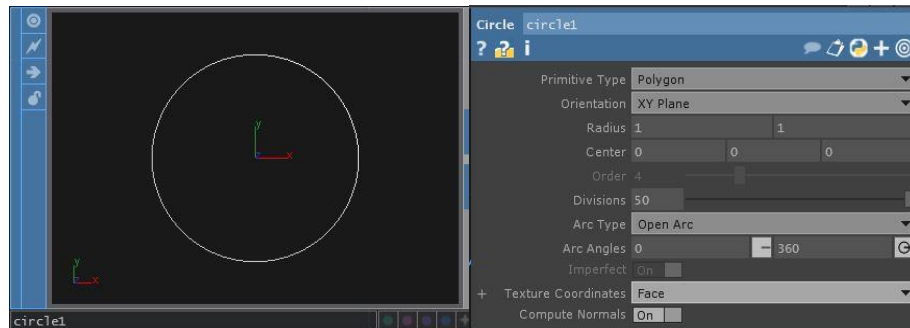 y
x
y
x
circle1
Circle circle1
? ? i
Primitive Type Polygon
Orientation XY Plane
Radius 1 1
Center 0 0 0
Order 4
Divisions 50
Arc Type Open Arc
Arc Angles 0 360
Imperfect On
+ Texture Coordinates Face
Compute Normals On